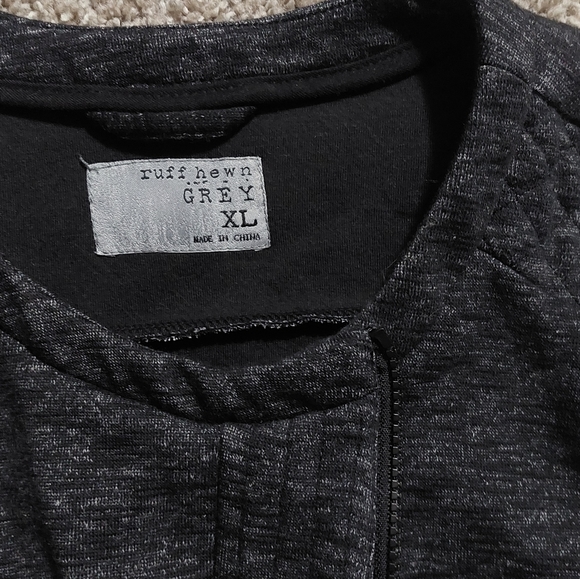 ruff hewn
GREY
XL
MADE IN CHINA